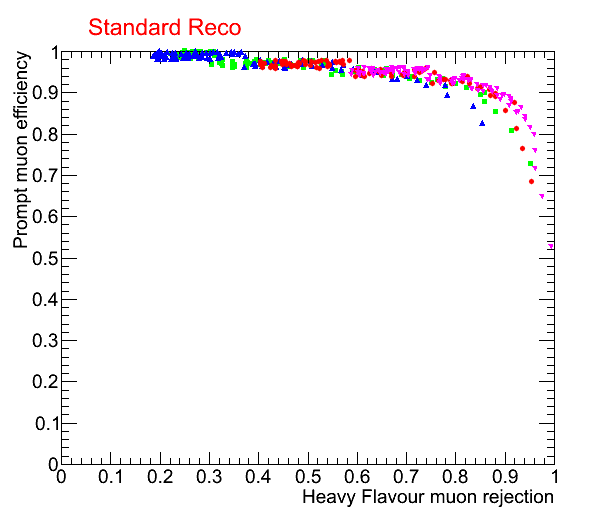 Standard Reco
Prompt muon efficiency
1
0.9
0.8
0.7
0.6
0.5
0.4
0.3
0.2
0.1
0
0 0.1 0.2 0.3 0.4 0.5 0.6 0.7 0.8 0.9 1
Heavy Flavour muon rejection